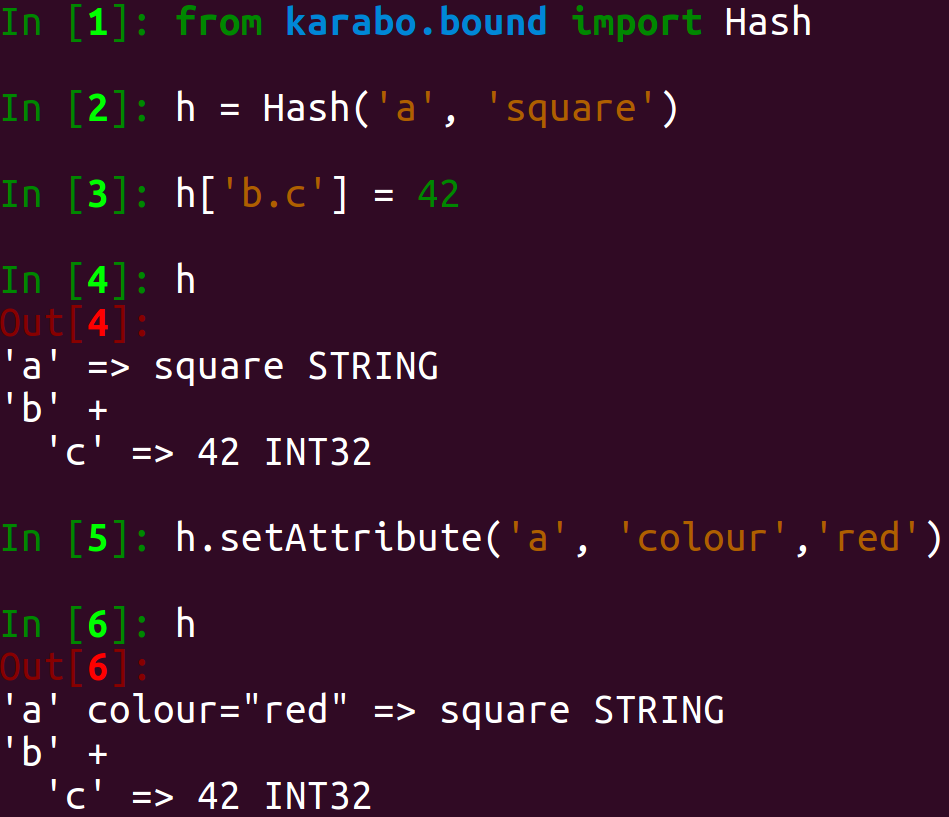 In [1]: from karabo.bound import Hash
In [2]: h = Hash('a', 'square')
In [3]: h['b.c'] = 42
In [4]: h
Out[4]:
'a' => square STRING
'b' +
  'c' => 42 INT32
In [5]: h.setAttribute('a', 'colour','red')
In [6]: h
Out[6]:
'a' colour="red" => square STRING
'b' +
  'c' => 42 INT32